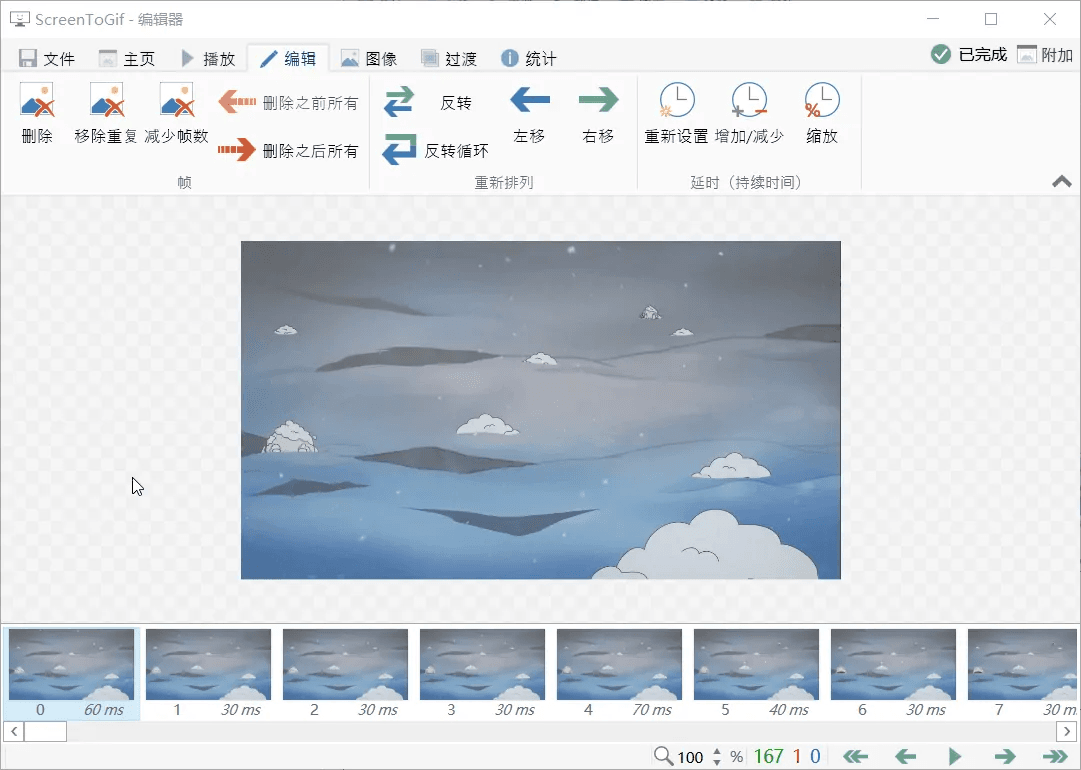 ScreenToGif - 编辑器
文件 主页 播放 编辑 图像 过渡 统计 已完成 附加
删除 移除重复 减少帧数 删除之前所有 删除之后所有
帧
反转 反转循环 左移 右移
重新排列
重新设置 增加/减少 缩放
延时（持续时间）
0 60 ms 1 30 ms 2 30 ms 3 30 ms 4 70 ms 5 40 ms 6 30 ms 7 30 m
100 % 167 1 0